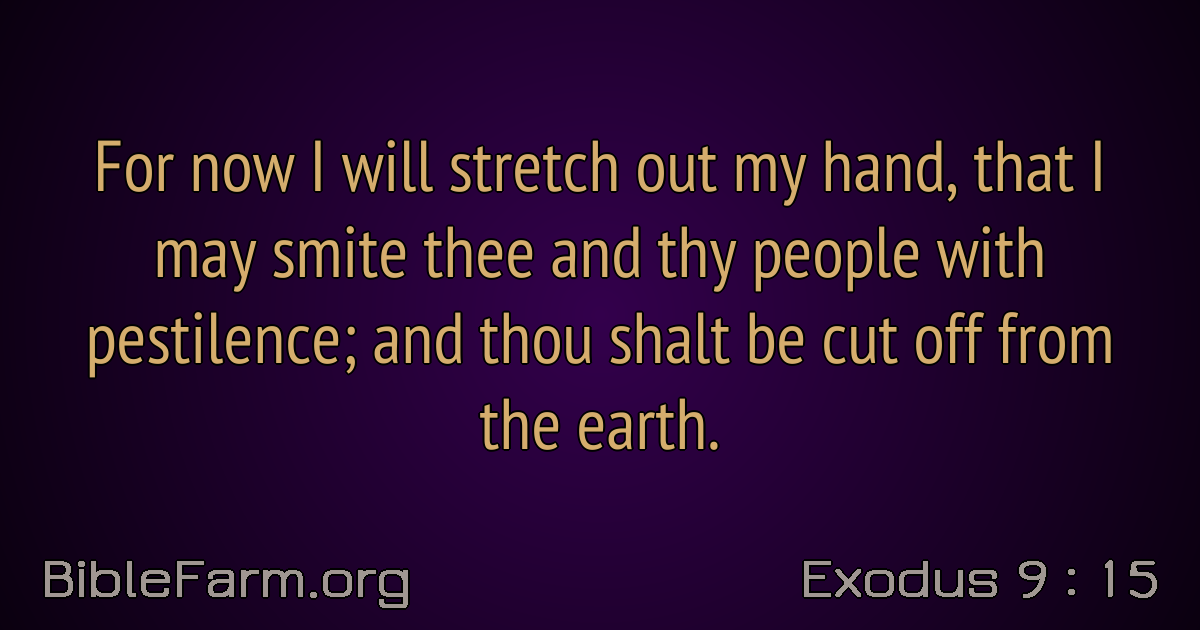 For now I will stretch out my hand, that I
may smite thee and thy people with
pestilence; and thou shalt be cut off from
the earth.
BibleFarm.org
Exodus 9 : 15